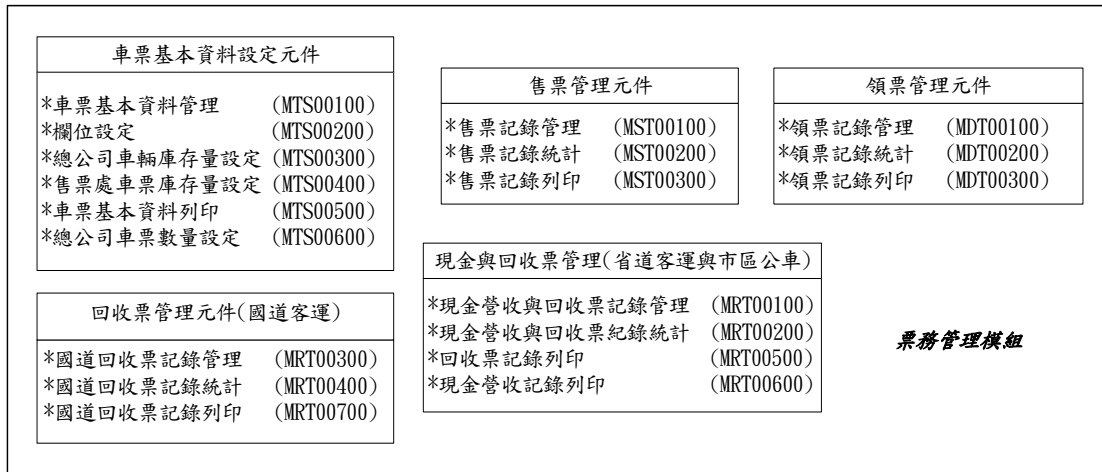 車票基本資料設定元件
*車票基本資料管理 (MTS00100)
*欄位設定 (MTS00200)
*總公司車輛庫存量設定 (MTS00300)
*售票處車票庫存量設定 (MTS00400)
*車票基本資料列印 (MTS00500)
*總公司車票數量設定 (MTS00600)
售票管理元件
*售票記錄管理 (MST00100)
*售票記錄統計 (MST00200)
*售票記錄列印 (MST00300)
領票管理元件
*領票記錄管理 (MDT00100)
*領票記錄統計 (MDT00200)
*領票記錄列印 (MDT00300)
回收票管理元件(國道客運)
*國道回收票記錄管理 (MRT00300)
*國道回收票記錄統計 (MRT00400)
*國道回收票記錄列印 (MRT00700)
現金與回收票管理(省道客運與市區公車)
*現金營收與回收票記錄管理 (MRT00100)
*現金營收與回收票紀錄統計 (MRT00200)
*回收票記錄列印 (MRT00500)
*現金營收記錄列印 (MRT00600)
票務管理模組